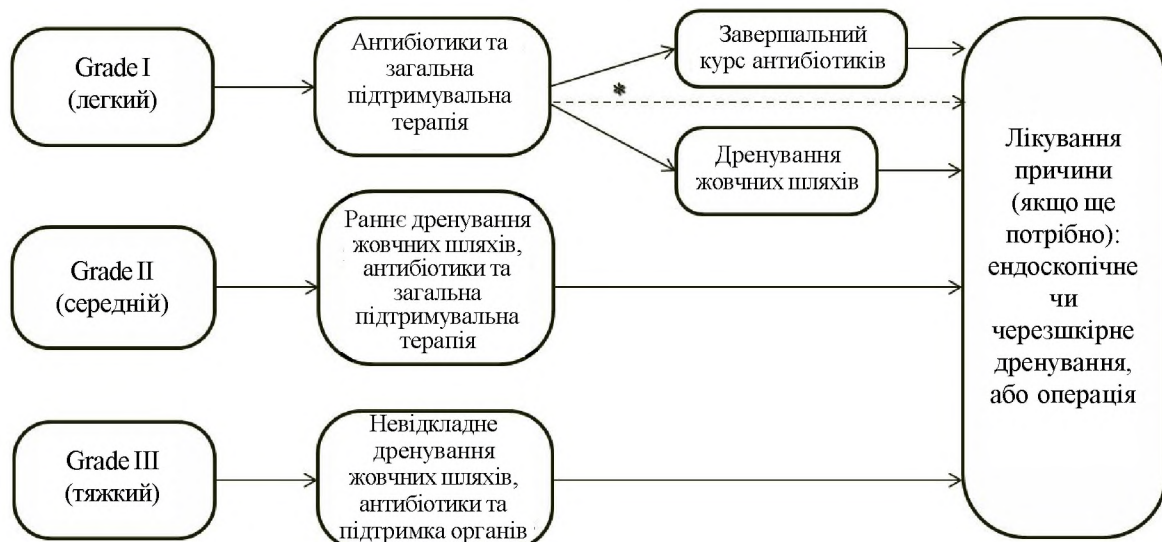 Grade I
(легкий)
Антибіотики та
загальна
підтримувальна
терапія
*
Завершальний
курс антибіотиків
Дренування
жовчних шляхів
Grade II
(середній)
Раннє дренування
жовчних шляхів,
антибіотики та
загальна
підтримувальна
терапія
Grade III
(тяжкий)
Невідкладне
дренування
жовчних шляхів,
антибіотики та
підтримка органів
Лікування
причини
(якщо ще
потрібно):
ендоскопічне
чи
черезшкірне
дренування,
або операція